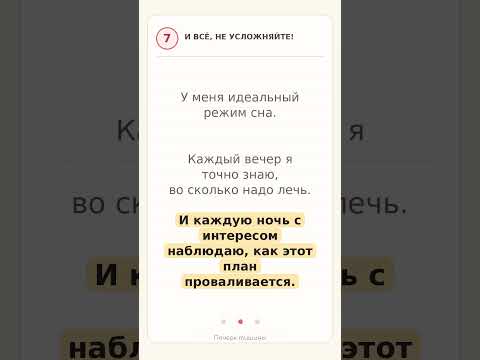 7
И ВСЁ, НЕ УСЛОЖНЯЙТЕ!
У меня идеальный
режим сна.
Каждый вечер я
точно знаю,
во сколько надо лечь.
И каждую ночь с
интересом
наблюдаю, как этот
план
проваливается.